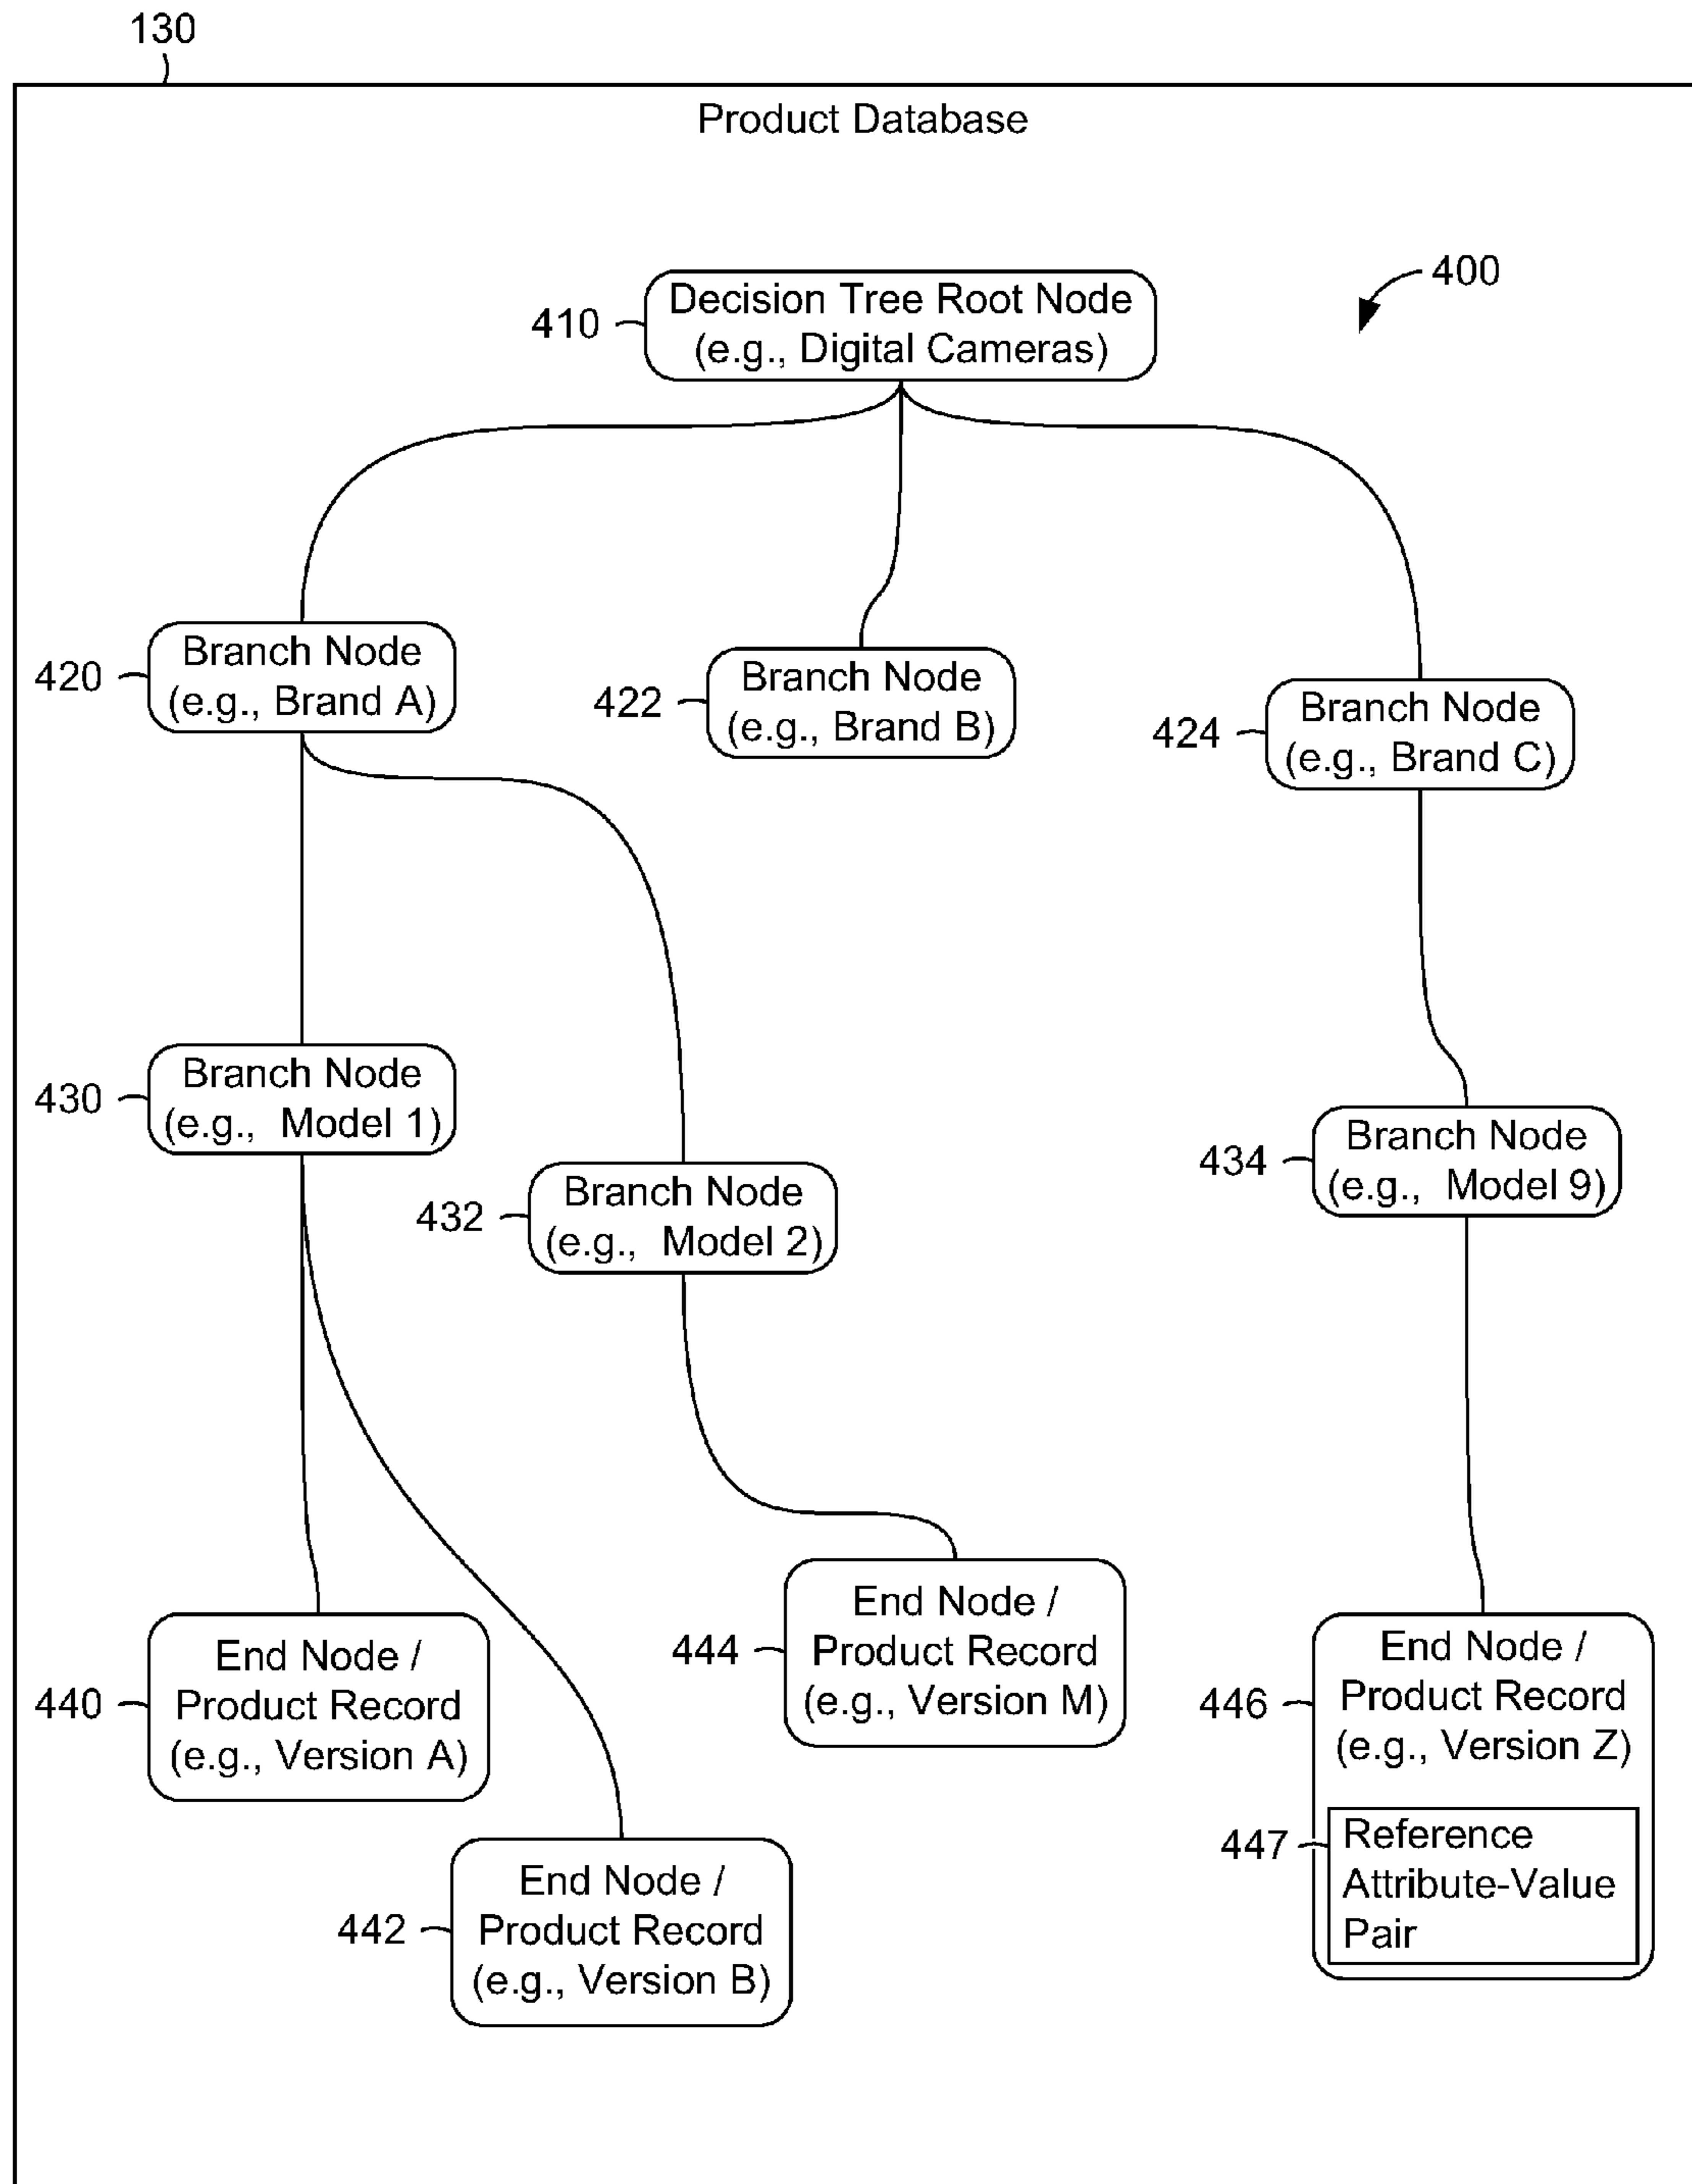 130
Product Database
400
410
Decision Tree Root Node
(e.g., Digital Cameras)
420
Branch Node
(e.g., Brand A)
422
Branch Node
(e.g., Brand B)
424
Branch Node
(e.g., Brand C)
430
Branch Node
(e.g., Model 1)
432
Branch Node
(e.g., Model 2)
434
Branch Node
(e.g., Model 9)
440
End Node /
Product Record
(e.g., Version A)
442
End Node /
Product Record
(e.g., Version B)
444
End Node /
Product Record
(e.g., Version M)
446
End Node /
Product Record
(e.g., Version Z)
447
Reference
Attribute-Value
Pair